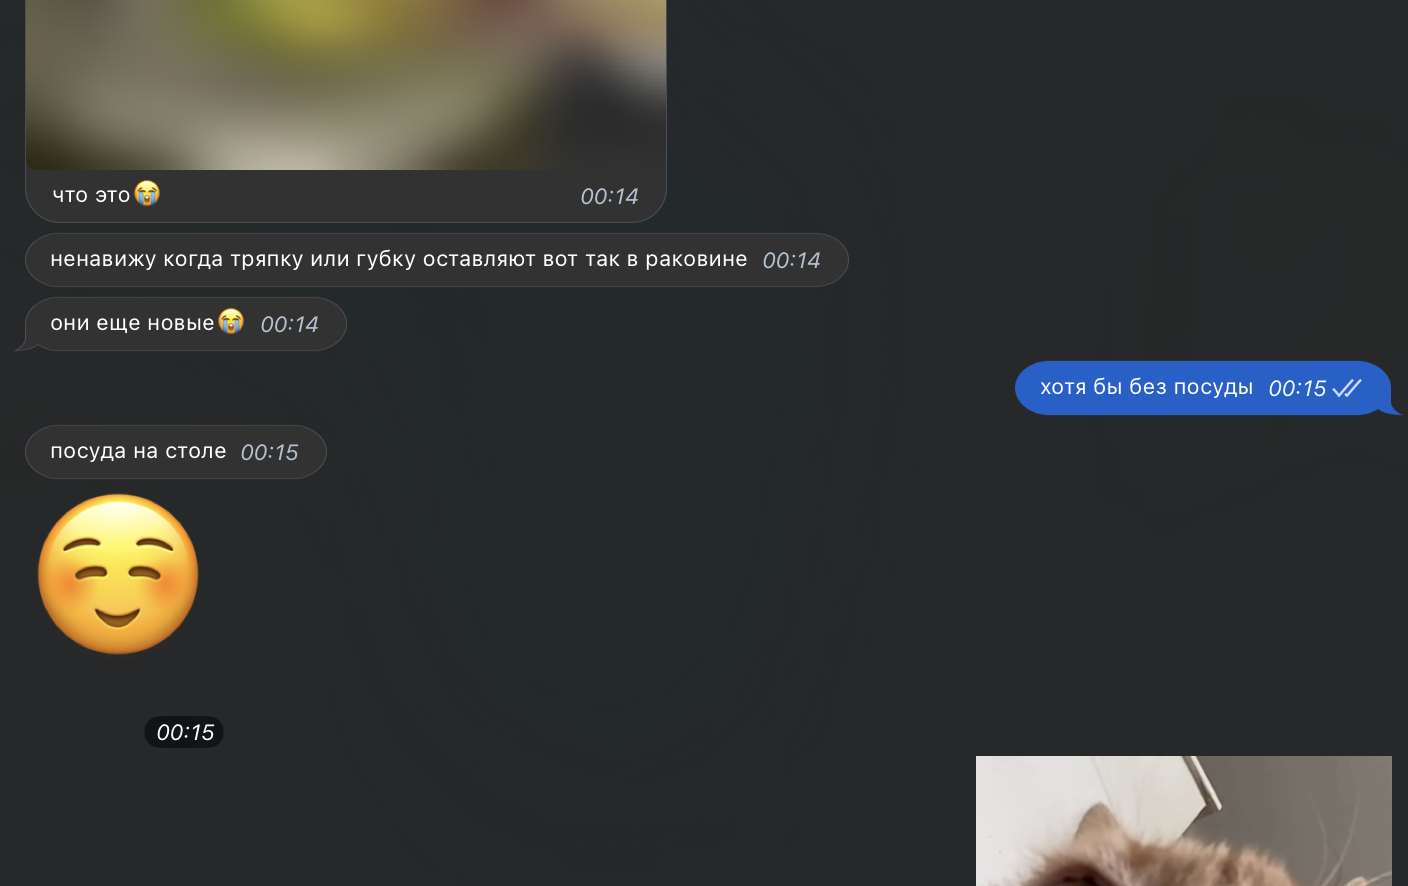 что это😭 00:14
ненавижу когда тряпку или губку оставляют вот так в раковине 00:14
они еще новые😭 00:14
хотя бы без посуды 00:15
посуда на столе 00:15
00:15